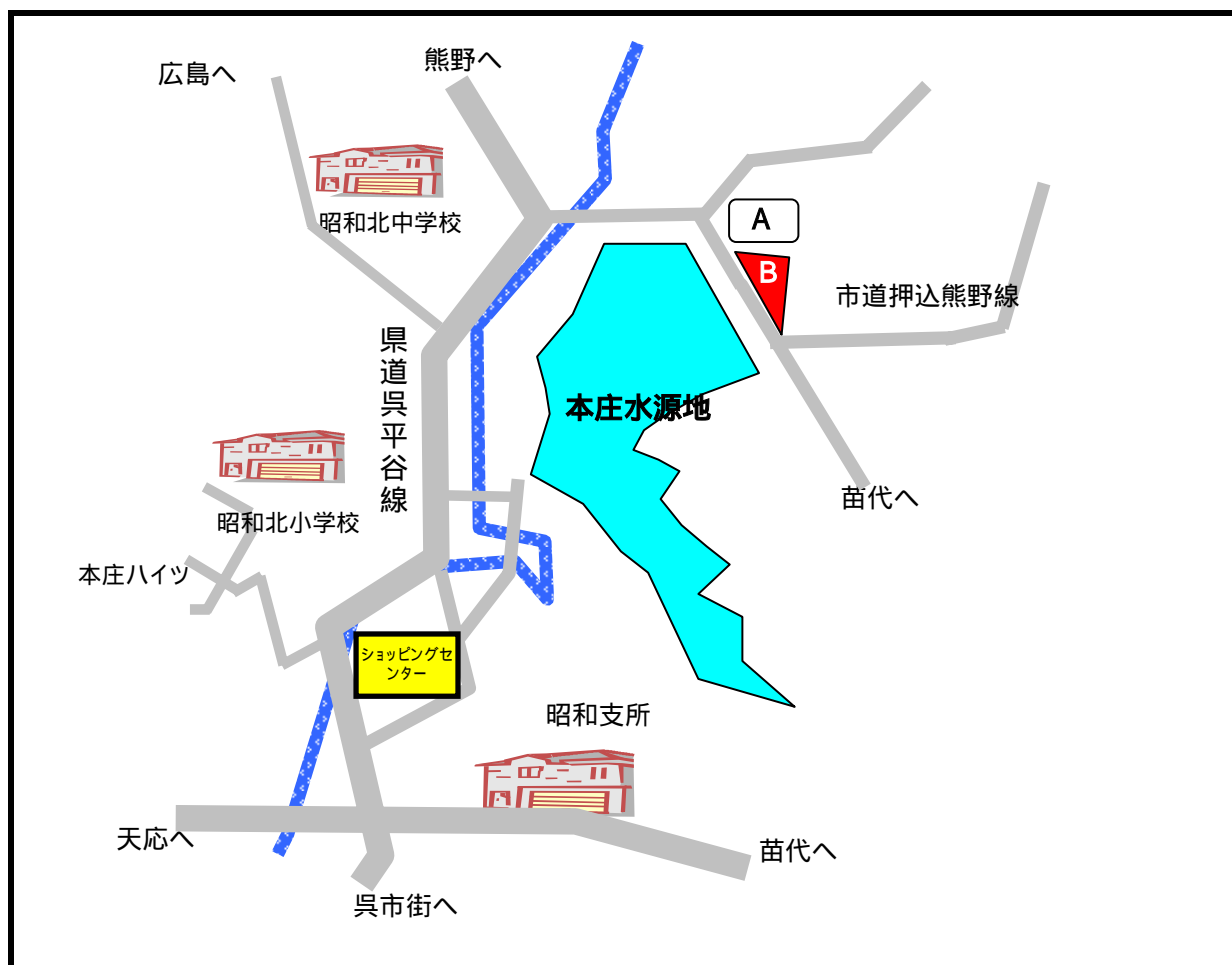 広島へ
熊野へ
昭和北中学校
A
B
市道押込熊野線
県道呉平谷線
本庄水源地
昭和北小学校
苗代へ
本庄ハイツ
ショッピングセ
ンター
昭和支所
天応へ
苗代へ
呉市街へ